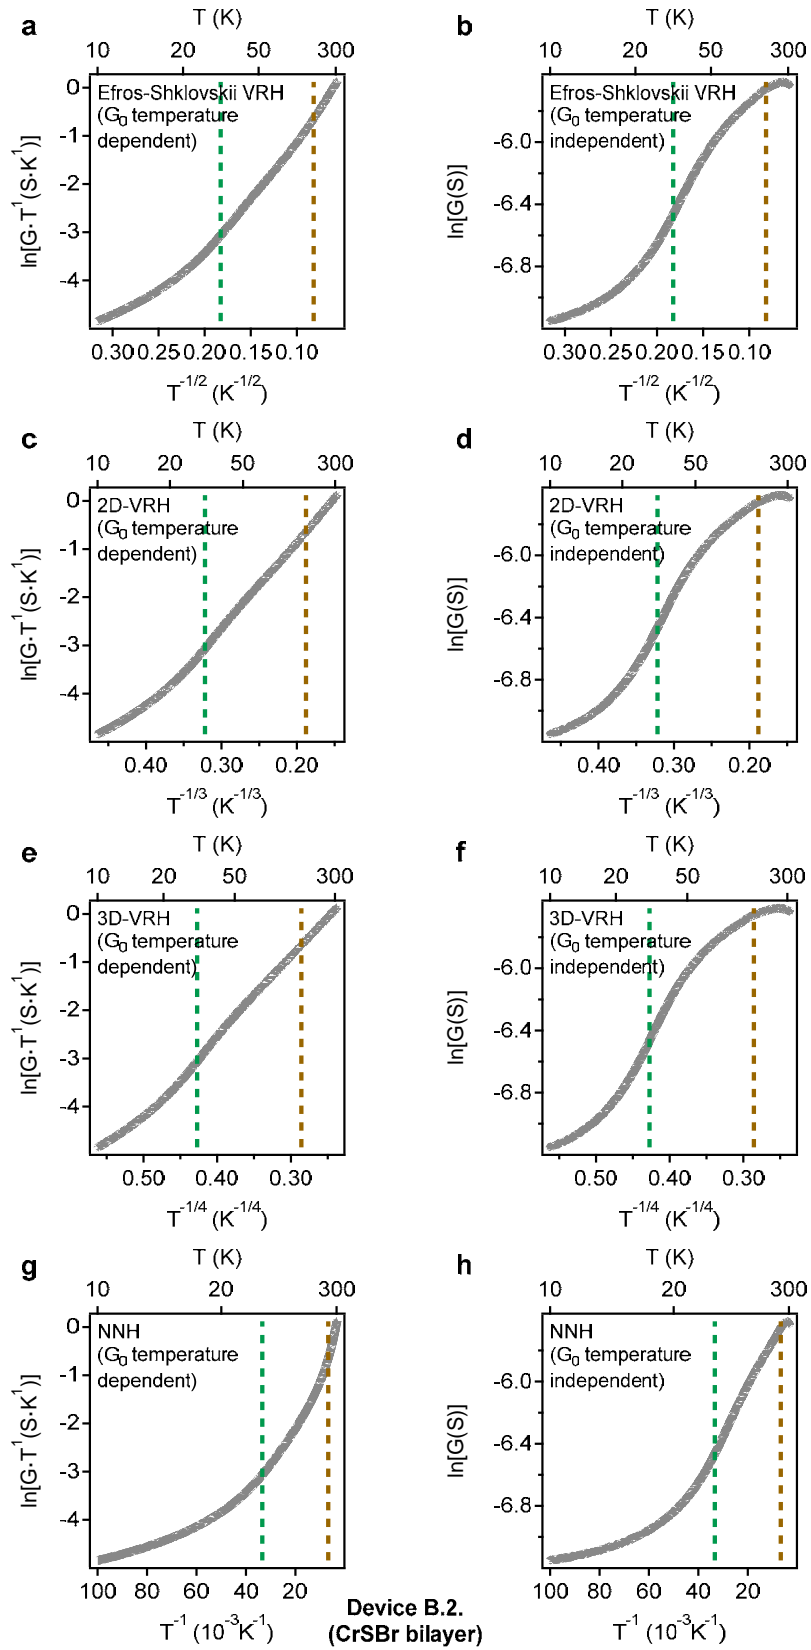 a
T (K)
10 20 50 300
Efros-Shklovskii VRH
(G₀ temperature
dependent)
ln[G·T¹(S·K¹)]
0
-1
-2
-3
-4
0.30 0.25 0.20 0.15 0.10
T⁻¹/² (K⁻¹/²)
b
T (K)
10 20 50 300
Efros-Shklovskii VRH
(G₀ temperature
independent)
ln[G(S)]
-6.0
-6.4
-6.8
0.30 0.25 0.20 0.15 0.10
T⁻¹/² (K⁻¹/²)
c
T (K)
10 20 50 300
2D-VRH
(G₀ temperature
dependent)
ln[G·T¹(S·K¹)]
0
-1
-2
-3
-4
0.40 0.30 0.20
T⁻¹/³ (K⁻¹/³)
d
T (K)
10 20 50 300
2D-VRH
(G₀ temperature
independent)
ln[G(S)]
-6.0
-6.4
-6.8
0.40 0.30 0.20
T⁻¹/³ (K⁻¹/³)
e
T (K)
10 20 50 300
3D-VRH
(G₀ temperature
dependent)
ln[G·T¹(S·K¹)]
0
-1
-2
-3
-4
0.50 0.40 0.30
T⁻¹/⁴ (K⁻¹/⁴)
f
T (K)
10 20 50 300
3D-VRH
(G₀ temperature
independent)
ln[G(S)]
-6.0
-6.4
-6.8
0.50 0.40 0.30
T⁻¹/⁴ (K⁻¹/⁴)
g
T (K)
10 20 300
NNH
(G₀ temperature
dependent)
ln[G·T¹(S·K¹)]
0
-1
-2
-3
-4
100 80 60 40 20
T⁻¹ (10⁻³K⁻¹)
h
T (K)
10 20 300
NNH
(G₀ temperature
independent)
ln[G(S)]
-6.0
-6.4
-6.8
100 80 60 40 20
T⁻¹ (10⁻³K⁻¹)
Device B.2.
(CrSBr bilayer)